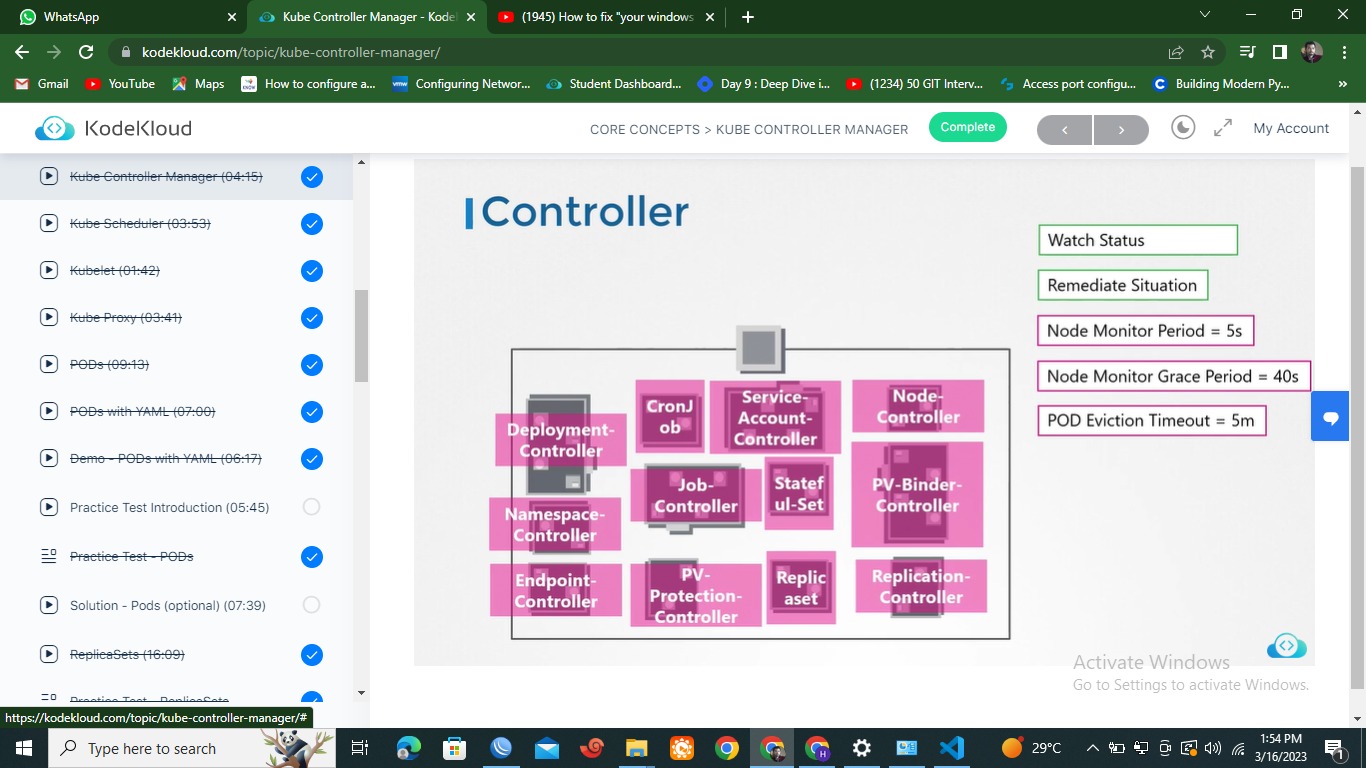 WhatsApp
Kube Controller Manager - Kodel
(1945) How to fix "your windows
kodekloud.com/topic/kube-controller-manager/
Gmail
YouTube
Maps
How to configure a...
Configuring Networ...
Student Dashboard...
Day 9 : Deep Dive i...
(1234) 50 GIT Interv...
Access port configu...
Building Modern Py...
KodeKloud
CORE CONCEPTS > KUBE CONTROLLER MANAGER
Complete
My Account
Kube Controller Manager (04:15)
Kube Scheduler (03:53)
Kubelet (01:42)
Kube Proxy (03:41)
PODs (09:13)
PODs with YAML (07:00)
Demo - PODs with YAML (06:17)
Practice Test Introduction (05:45)
Practice Test - PODs
Solution - Pods (optional) (07:39)
ReplicaSets (16:09)
Practice Test - ReplicaSets
https://kodekloud.com/topic/kube-controller-manager/#
Controller
Watch Status
Remediate Situation
Node Monitor Period = 5s
Node Monitor Grace Period = 40s
POD Eviction Timeout = 5m
Deployment-
Controller
CronJ
ob
Service-
Account-
Controller
Node-
Controller
Namespace-
Controller
Job-
Controller
Statef
ul-Set
PV-Binder-
Controller
Endpoint-
Controller
PV-
Protection-
Controller
Replic
aset
Replication-
Controller
Activate Windows
Go to Settings to activate Windows.
Type here to search
29°C
1:54 PM
3/16/2023
1